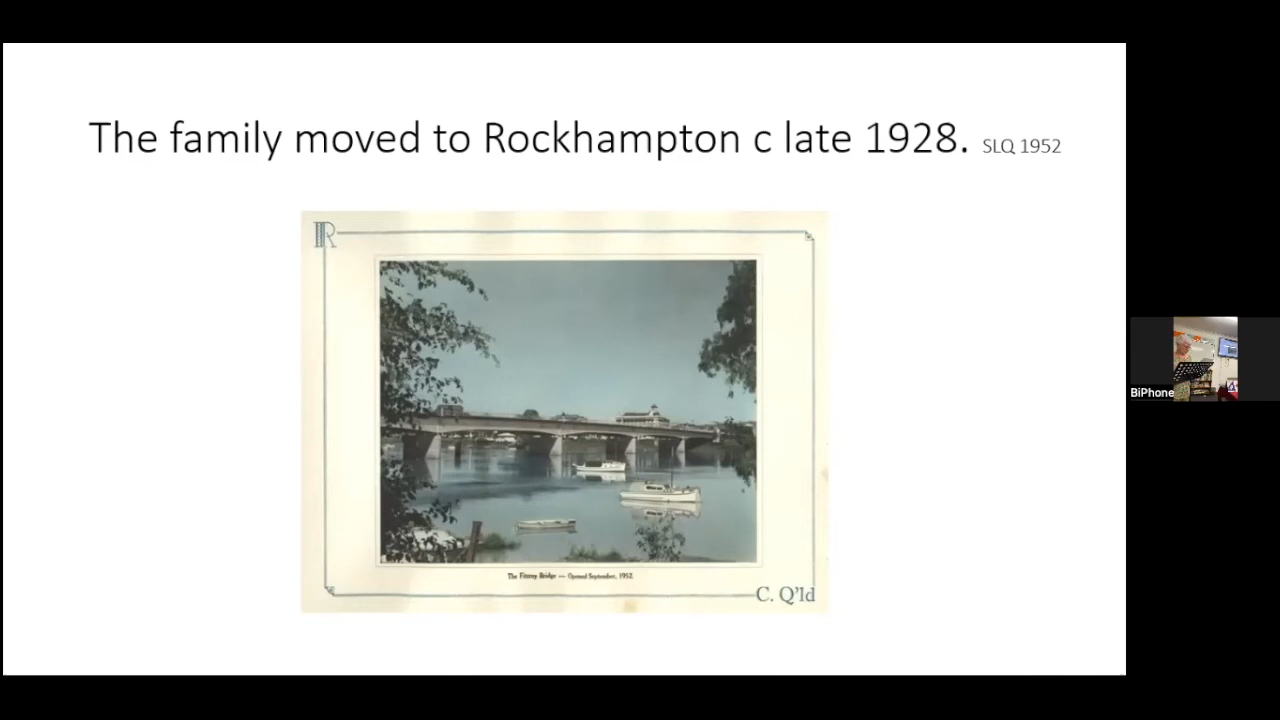 The family moved to Rockhampton c late 1928. SLQ 1952
R
The Fitzroy Bridge — Opened September, 1952.
C. Q'ld
BiPhone